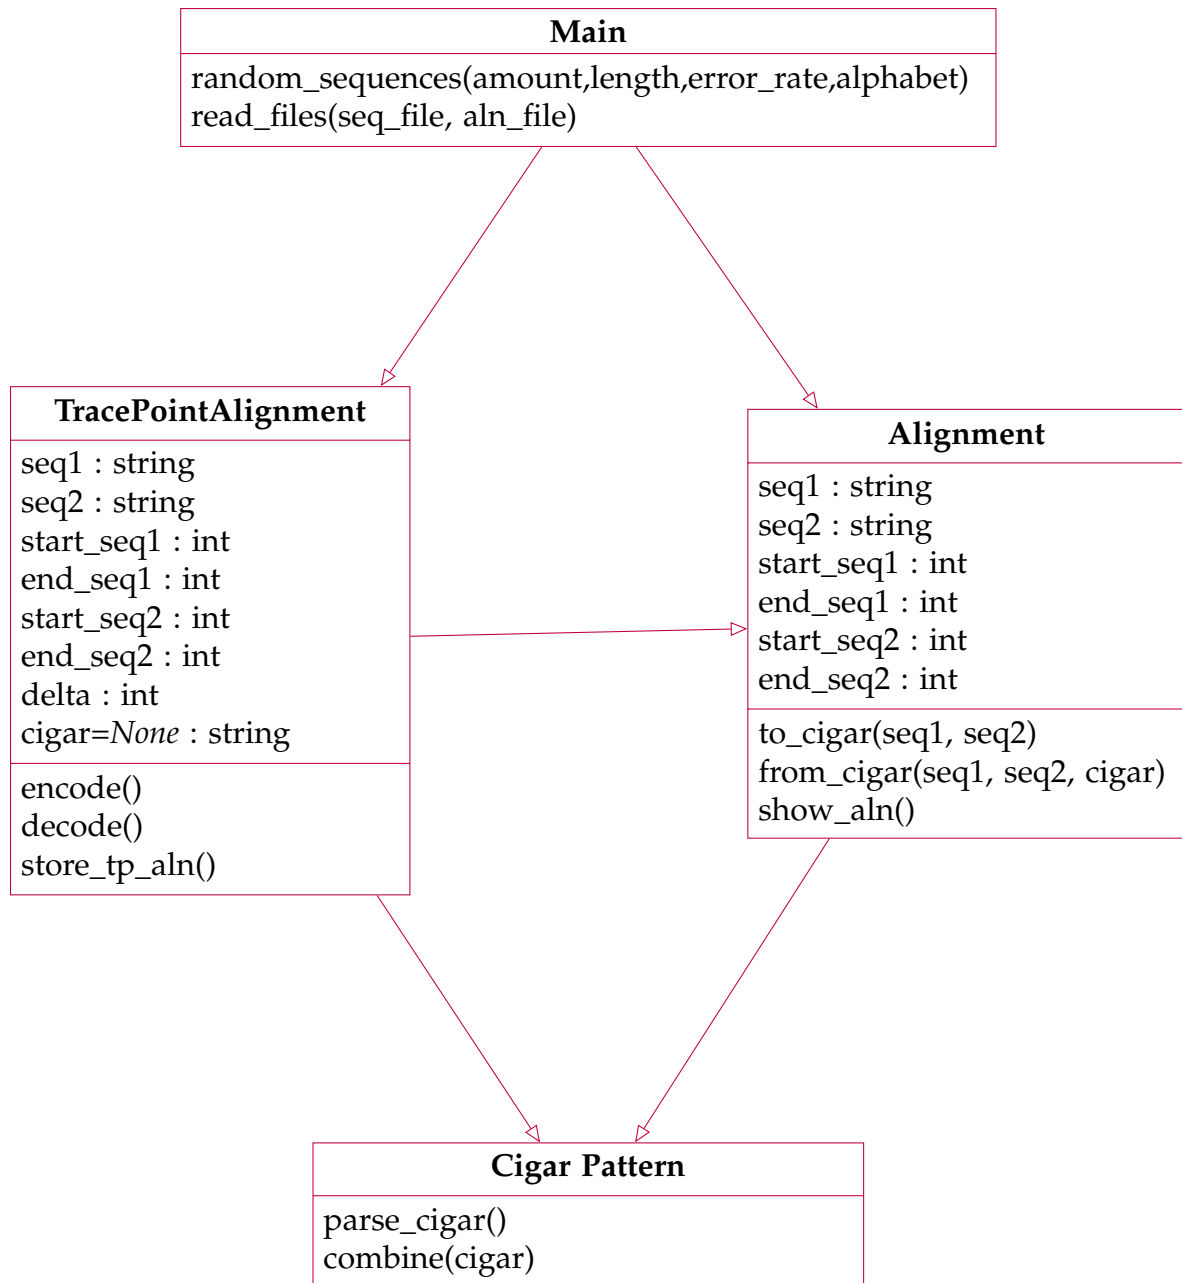 Main
random_sequences(amount,length,error_rate,alphabet)
read_files(seq_file, aln_file)
TracePointAlignment
seq1 : string
seq2 : string
start_seq1 : int
end_seq1 : int
start_seq2 : int
end_seq2 : int
delta : int
cigar=None : string
encode()
decode()
store_tp_aln()
Alignment
seq1 : string
seq2 : string
start_seq1 : int
end_seq1 : int
start_seq2 : int
end_seq2 : int
to_cigar(seq1, seq2)
from_cigar(seq1, seq2, cigar)
show_aln()
Cigar Pattern
parse_cigar()
combine(cigar)